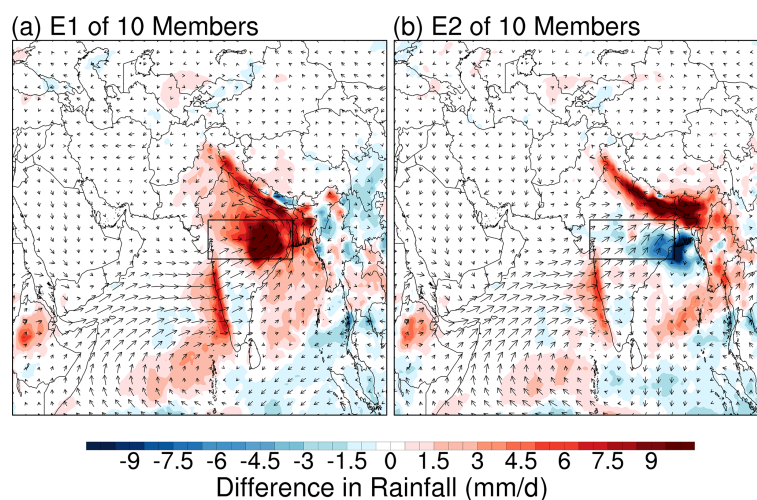 (a) E1 of 10 Members
(b) E2 of 10 Members
-9 -7.5 -6 -4.5 -3 -1.5 0 1.5 3 4.5 6 7.5 9
Difference in Rainfall (mm/d)